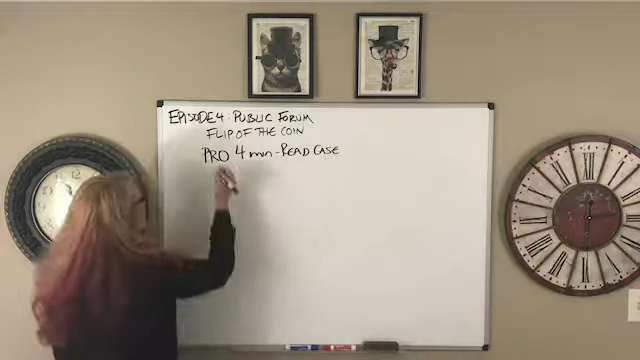 EPISODE 4: PUBLIC FORUM
FLIP OF THE COIN
PRO 4 min - READ CASE